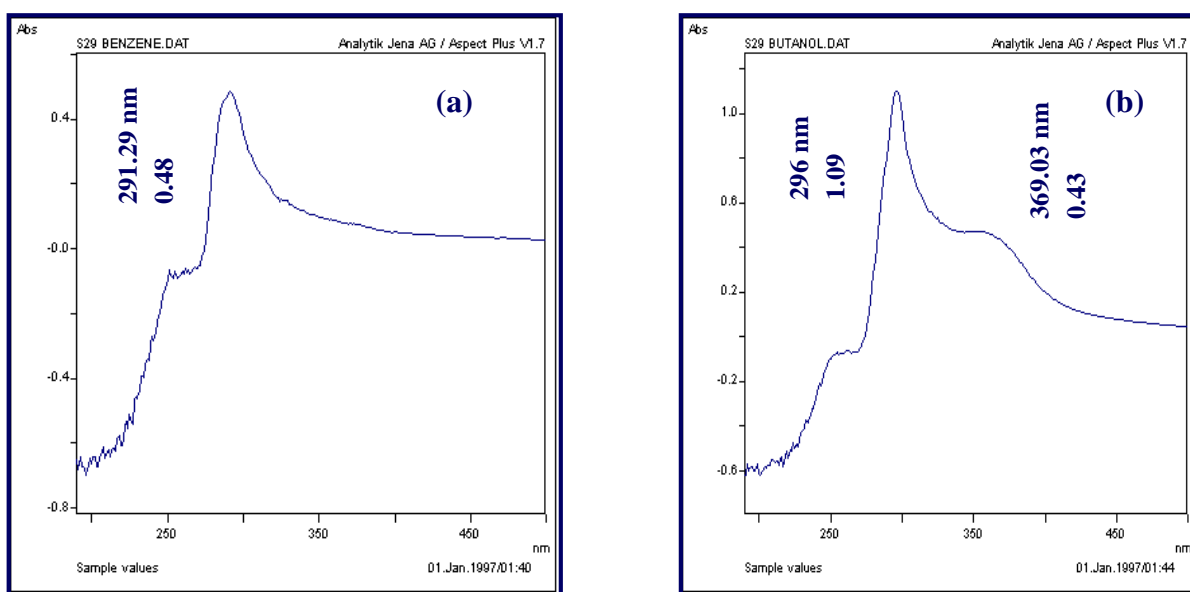 Abs
S29 BENZENE.DAT Analytik Jena AG / Aspect Plus V1.7
(a)
291.29 nm
0.48
0.4
-0.0
-0.4
-0.8
250 350 450
nm
Sample values 01.Jan.1997/01:40
Abs
S29 BUTANOL.DAT Analytik Jena AG / Aspect Plus V1.7
(b)
296 nm
1.09
369.03 nm
0.43
1.0
0.6
0.2
-0.2
-0.6
250 350 450
nm
Sample values 01.Jan.1997/01:44